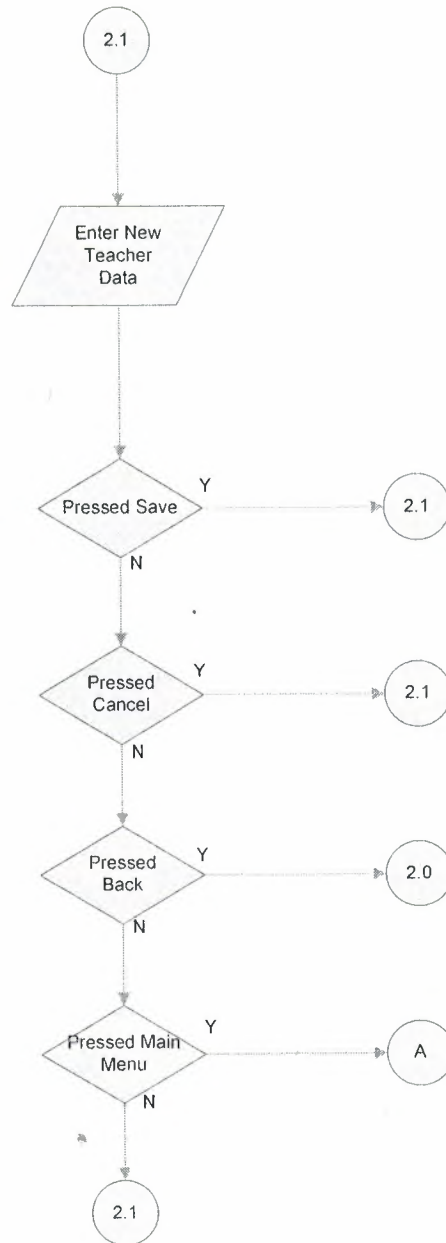 2.1
Enter New
Teacher
Data
Pressed Save
Y
2.1
N
Pressed
Cancel
Y
2.1
N
Pressed
Back
Y
2.0
N
Pressed Main
Menu
Y
A
N
2.1